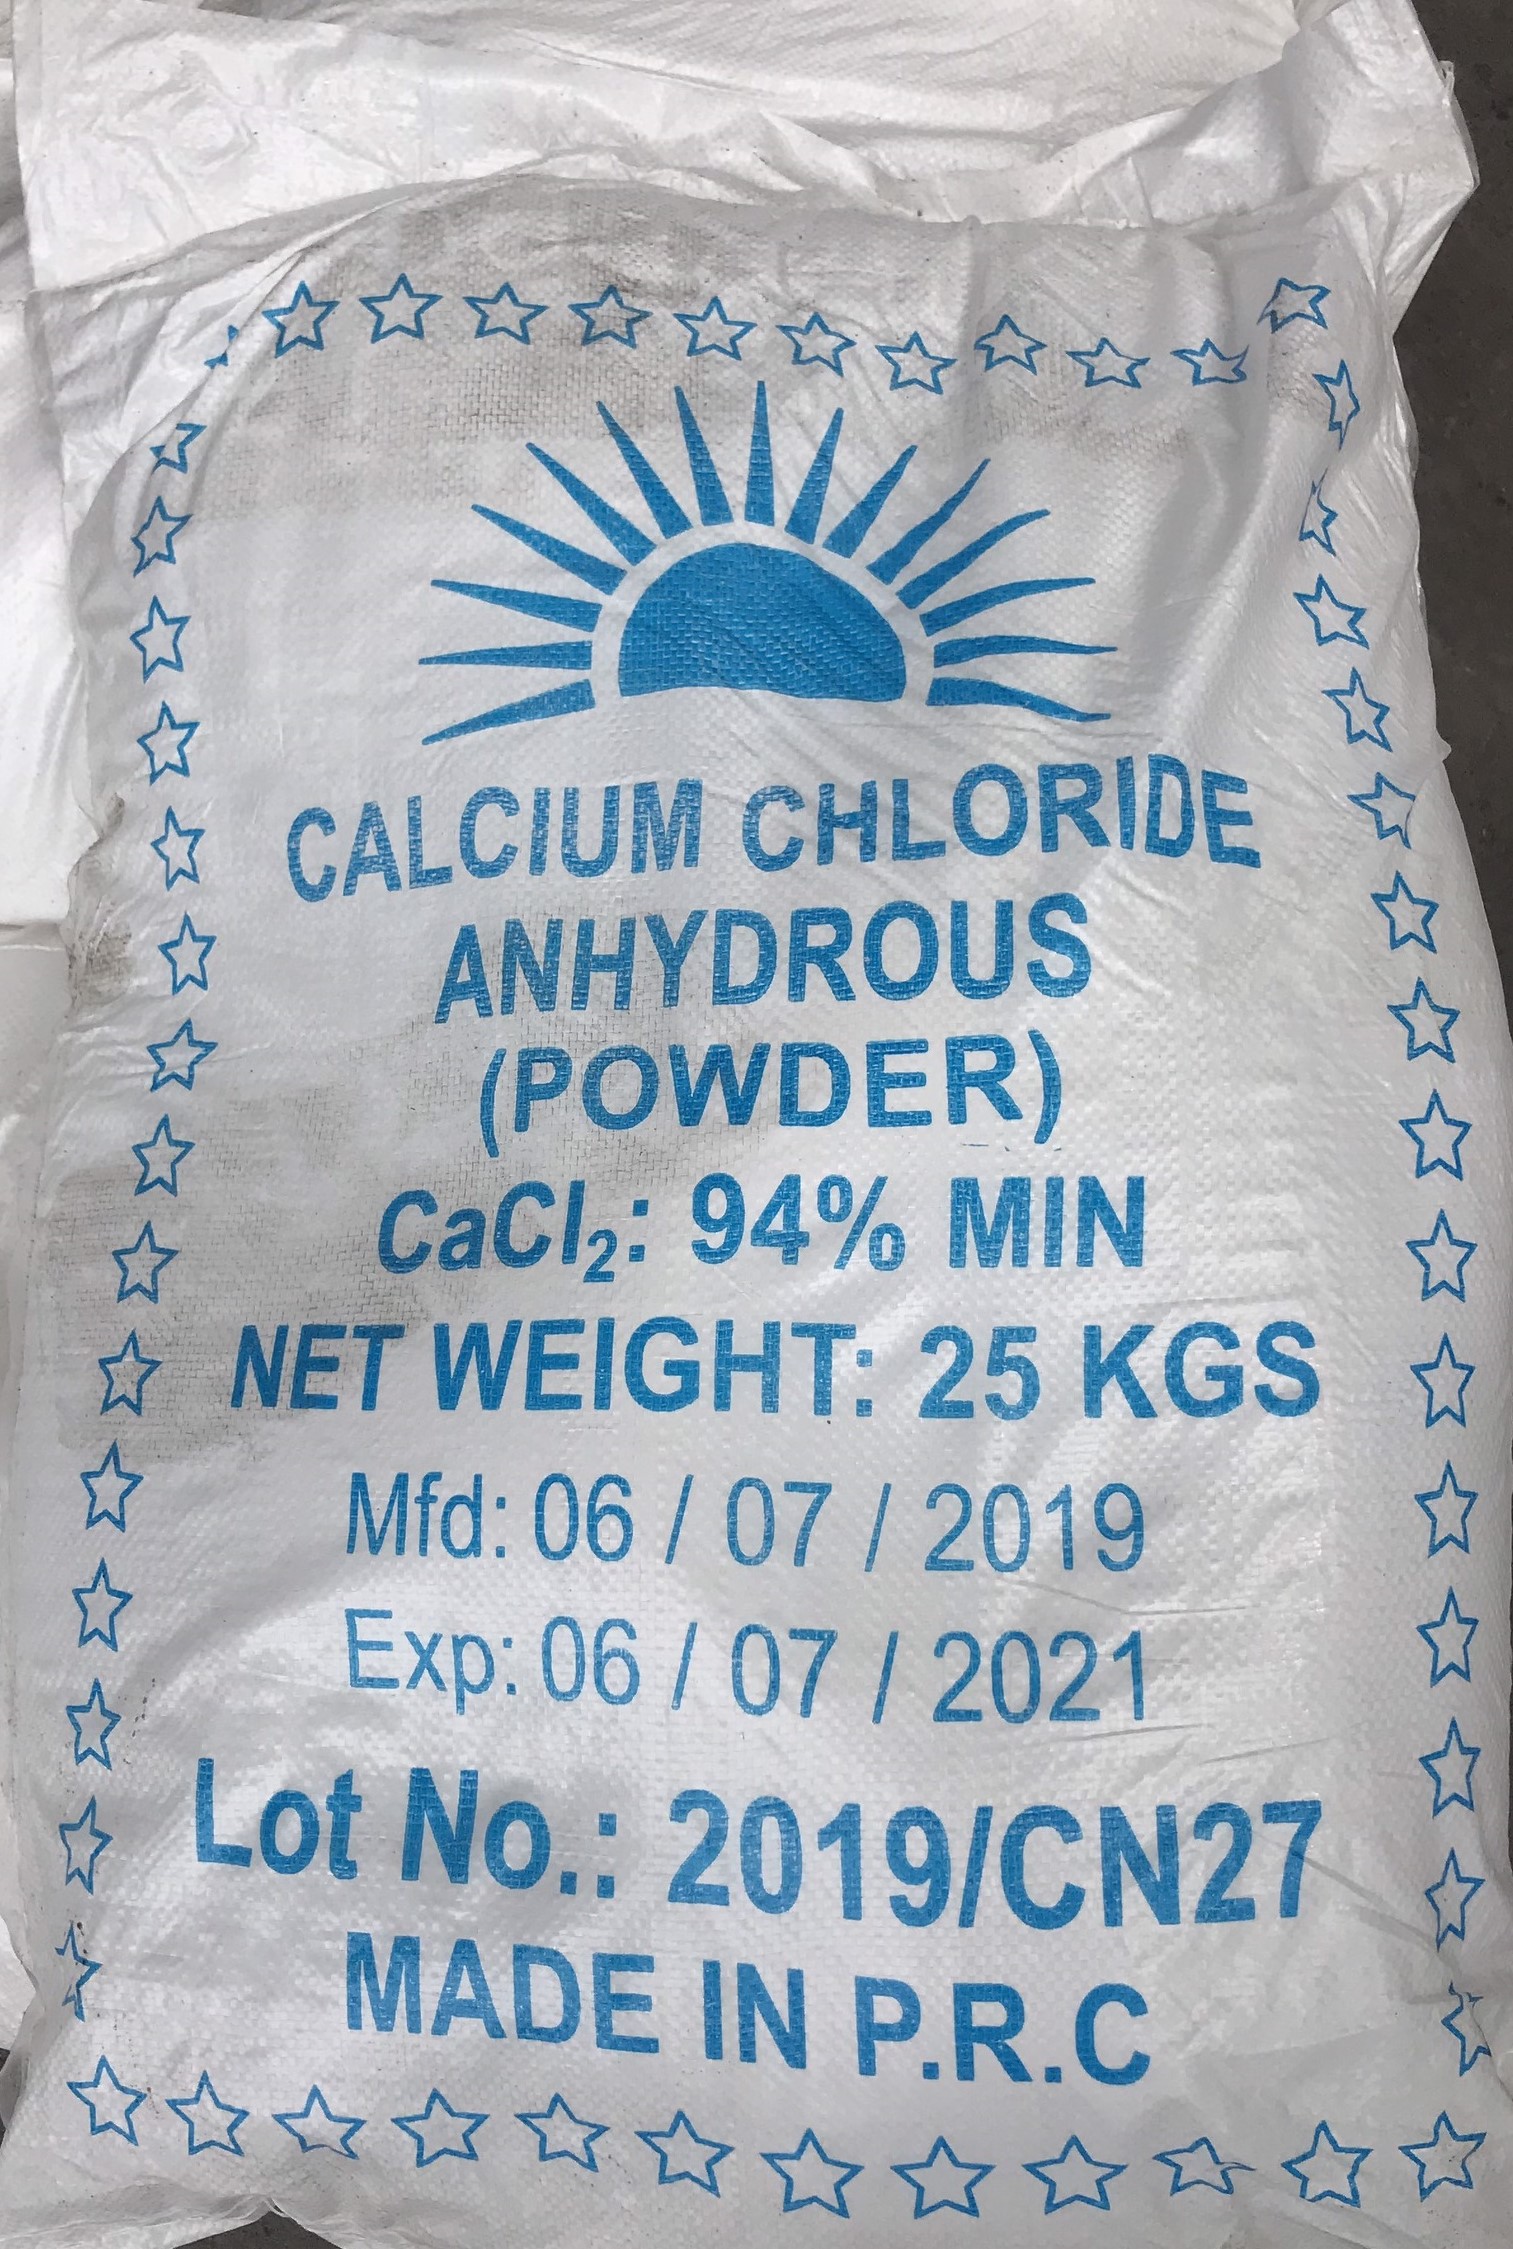 CALCIUM CHLORIDE
ANHYDROUS
(POWDER)
CaCl₂: 94% MIN
NET WEIGHT: 25 KGS
Mfd: 06 / 07 / 2019
Exp: 06 / 07 / 2021
Lot No.: 2019/CN27
MADE IN P.R.C